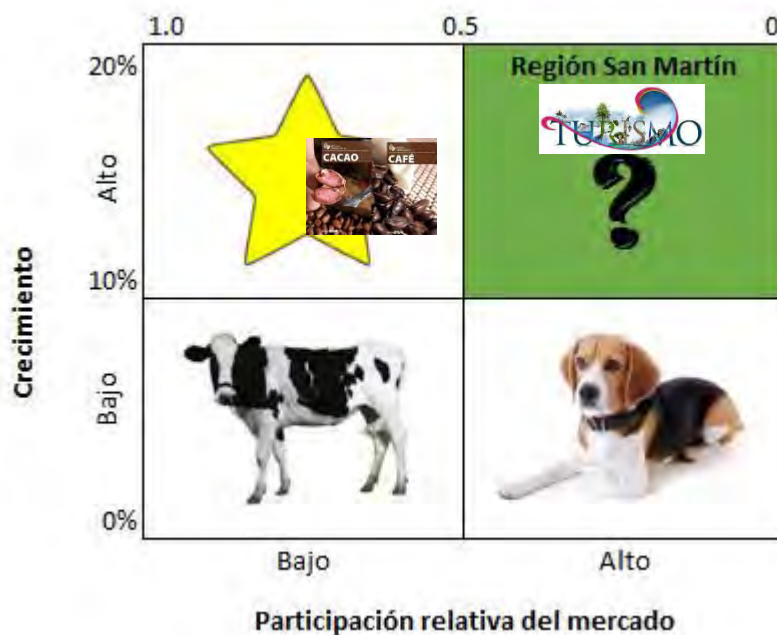 1.0 0.5 0
20%
Región San Martín
TURISMO
CACAO CAFÉ
Alto
10%
Crecimiento
Bajo
0%
Bajo Alto
Participación relativa del mercado